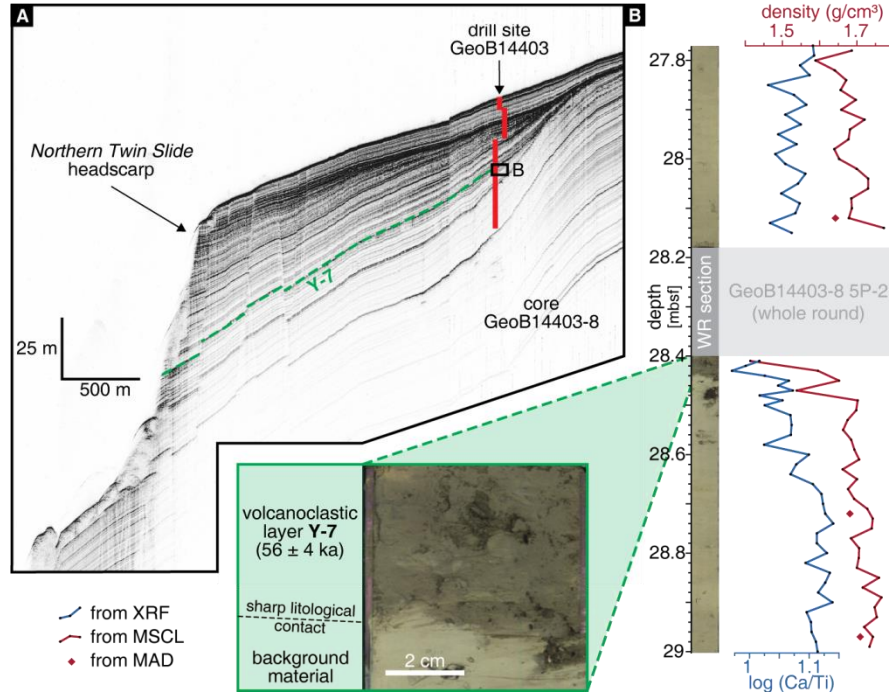 A
drill site
GeoB14403
Northern Twin Slide
headscarp
B
Y-7
core
GeoB14403-8
25 m
500 m
volcanoclastic
layer Y-7
(56 ± 4 ka)
sharp litological
contact
background
material
2 cm
from XRF
from MSCL
from MAD
B
density (g/cm³)
1.5
1.7
27.8
28
28.2
28.4
28.6
28.8
29
depth
[mbsf]
WR section
GeoB14403-8 5P-2
(whole round)
1
1.1
log (Ca/Ti)